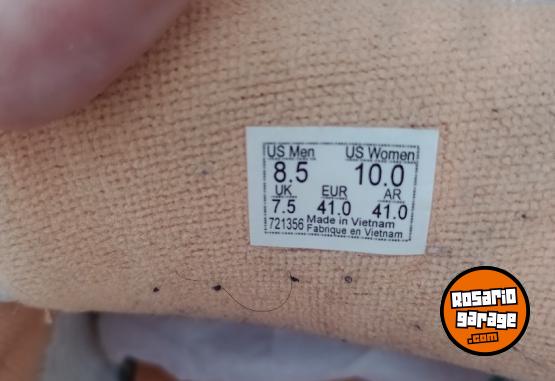 US Men US Women
8.5 10.0
UK EUR AR
7.5 41.0 41.0
721356 Made in Vietnam
Fabrique en Vietnam
Rosario
garage
.com